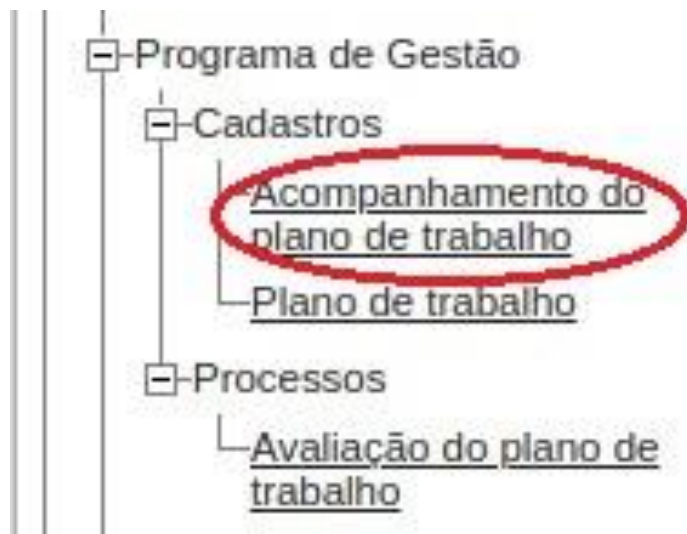 Programa de Gestão
Cadastros
Acompanhamento do
plano de trabalho
Plano de trabalho
Processos
Avaliação do plano de
trabalho